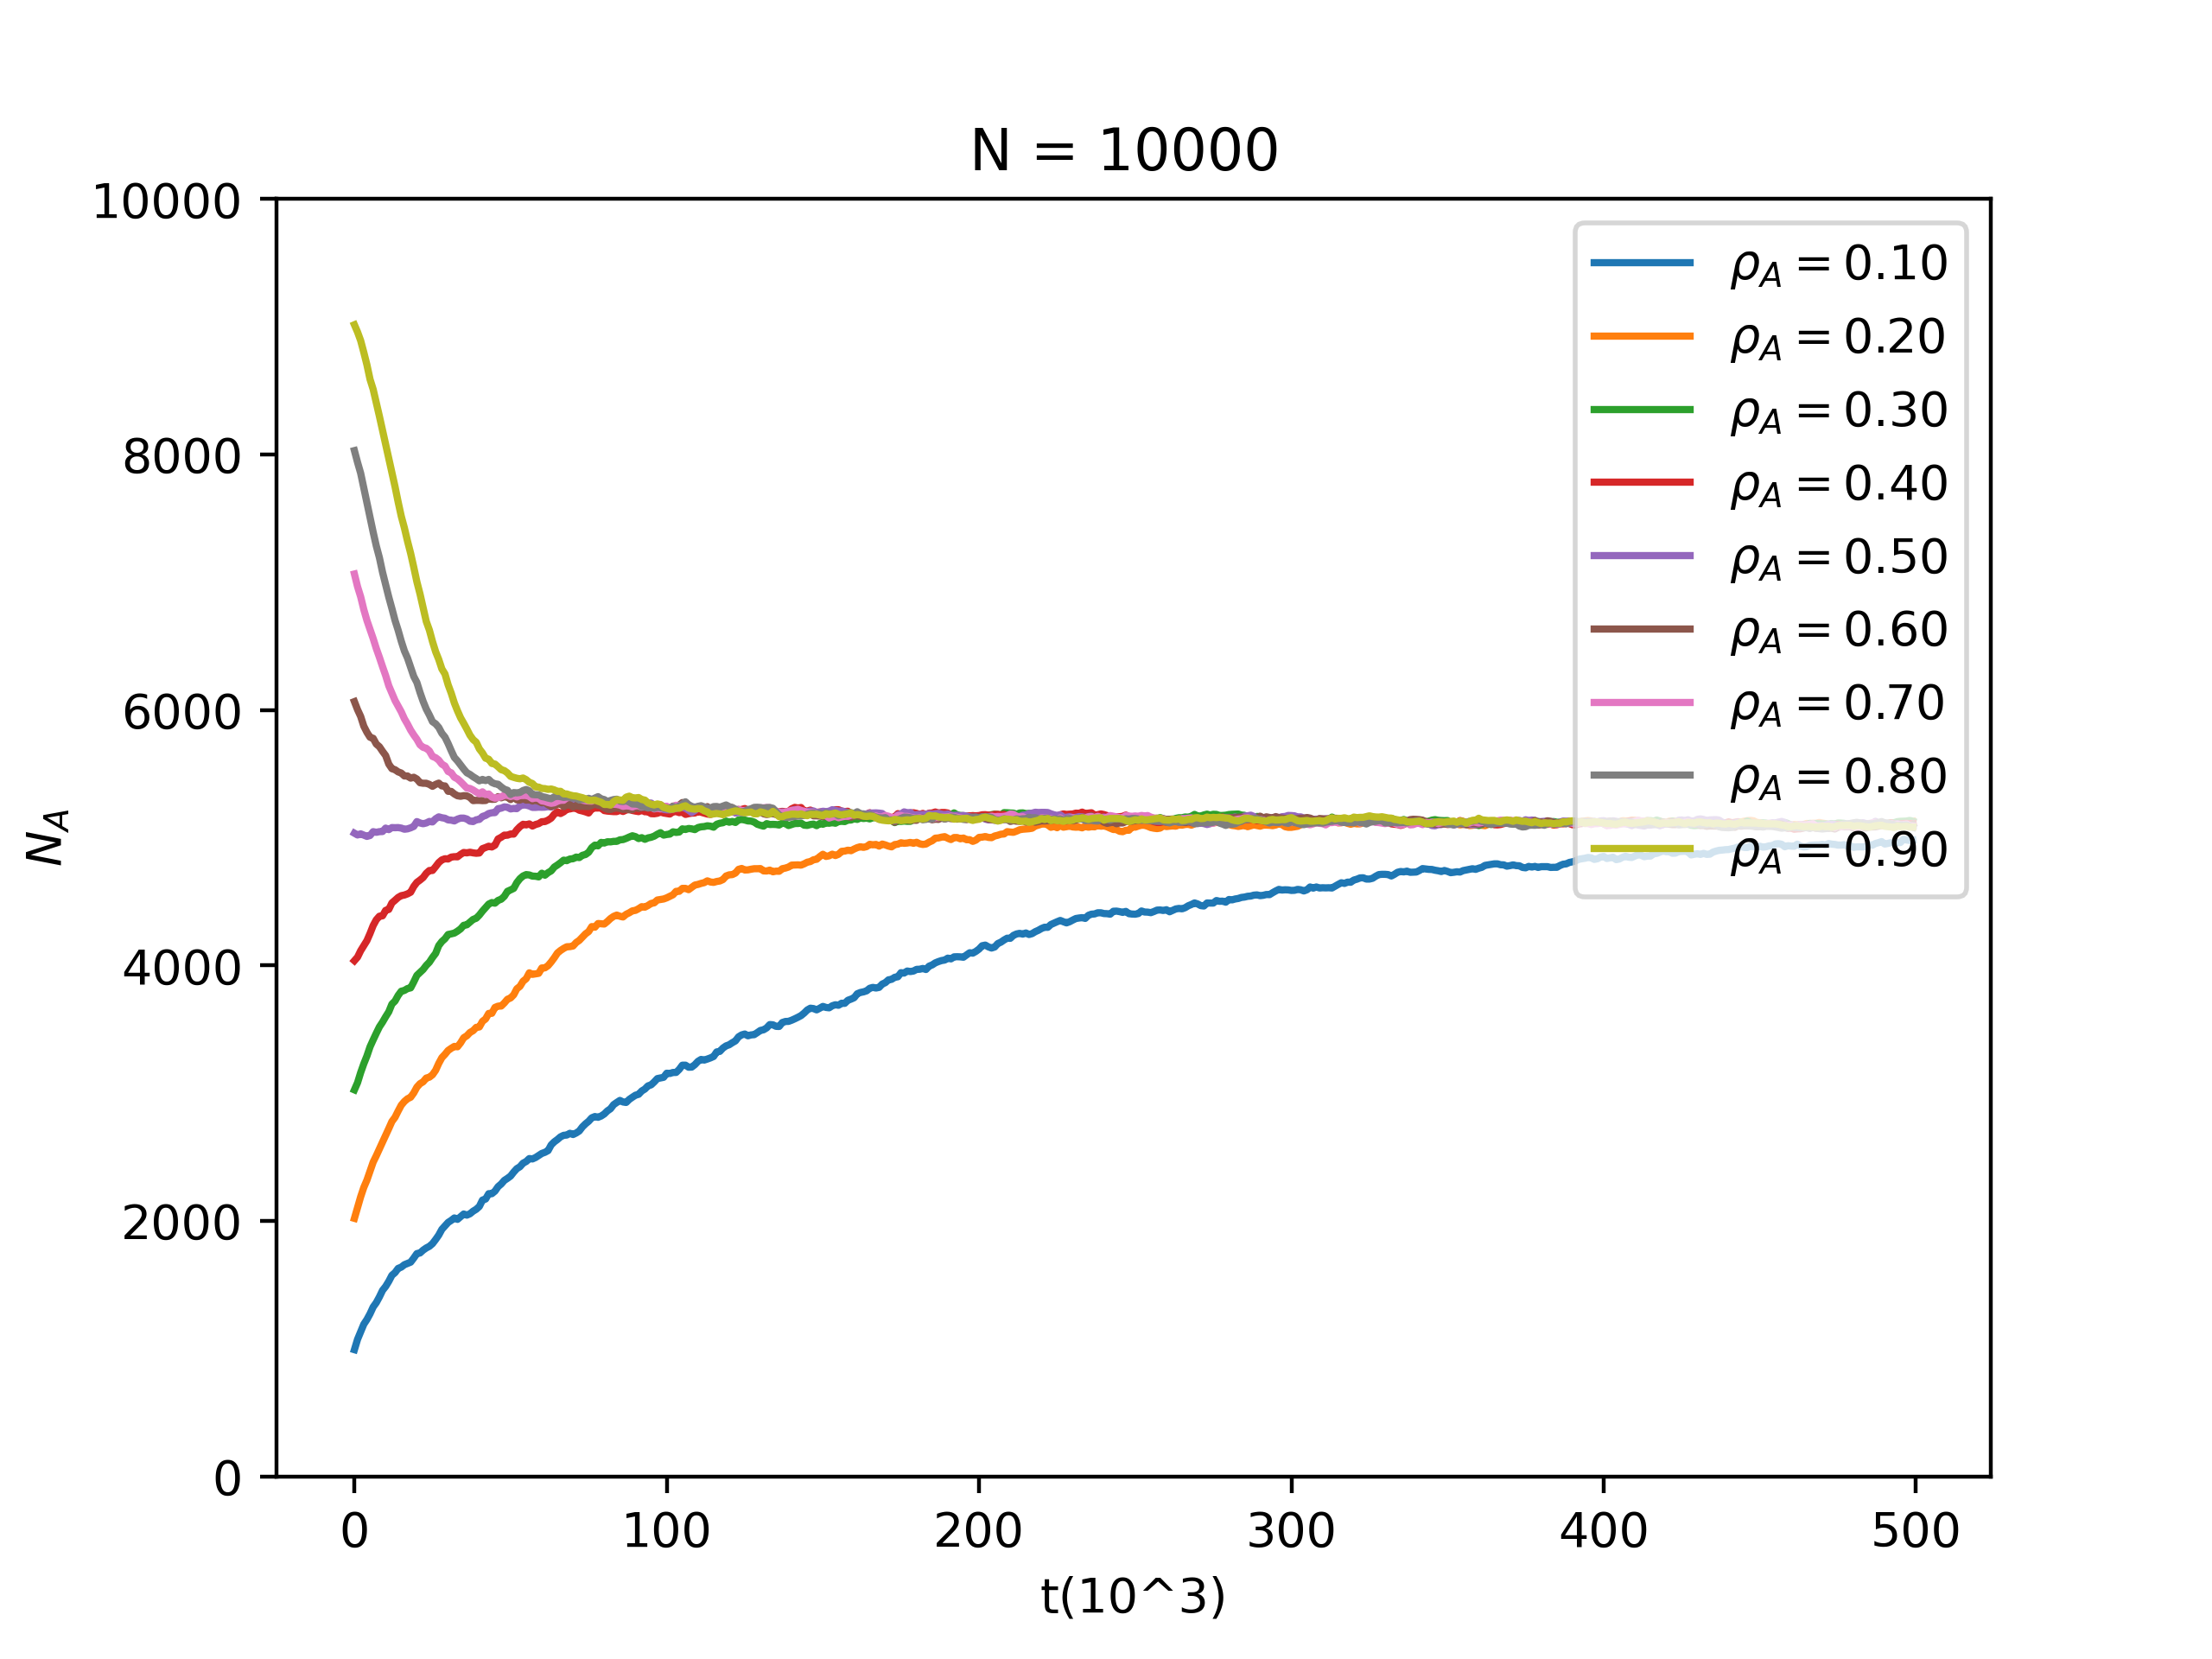 N = 10000
N_A
10000
8000
6000
4000
2000
0
0 100 200 300 400 500
t(10^3)
ρ_A = 0.10
ρ_A = 0.20
ρ_A = 0.30
ρ_A = 0.40
ρ_A = 0.50
ρ_A = 0.60
ρ_A = 0.70
ρ_A = 0.80
ρ_A = 0.90